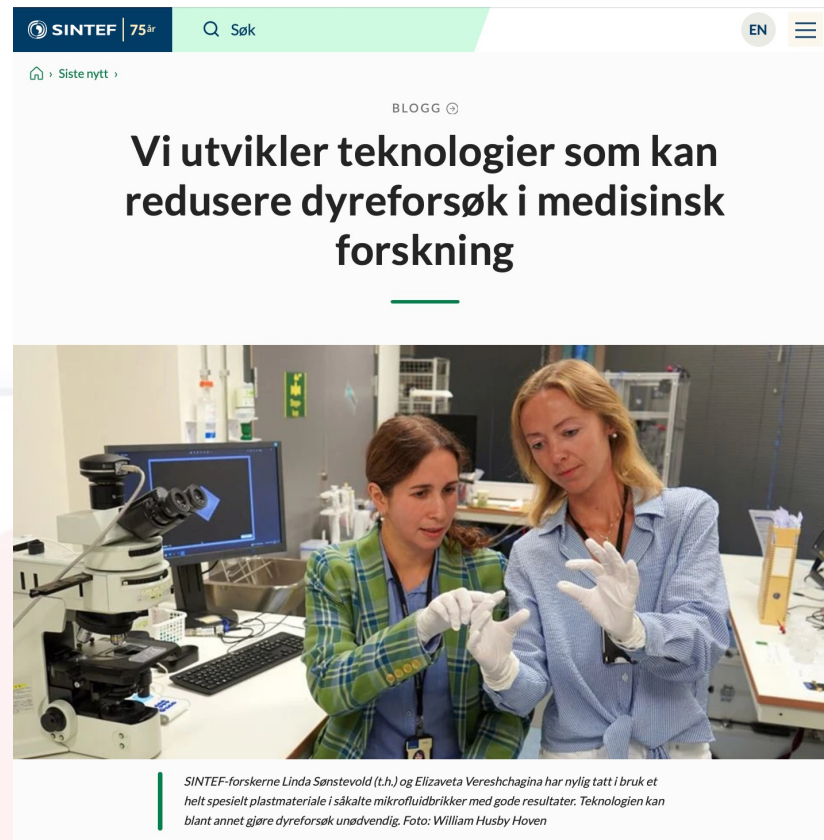 SINTEF 75 år
Søk
EN
Siste nytt
BLOGG
Vi utvikler teknologier som kan
redusere dyreforsøk i medisinsk
forskning
SINTEF-forskerne Linda Sønstevold (t.h.) og Elizaveta Vereshchagina har nylig tatt i bruk et
helt spesielt plastmateriale i såkalte mikrofluidbrikker med gode resultater. Teknologien kan
blant annet gjøre dyreforsøk unødvendig. Foto: William Husby Hoven